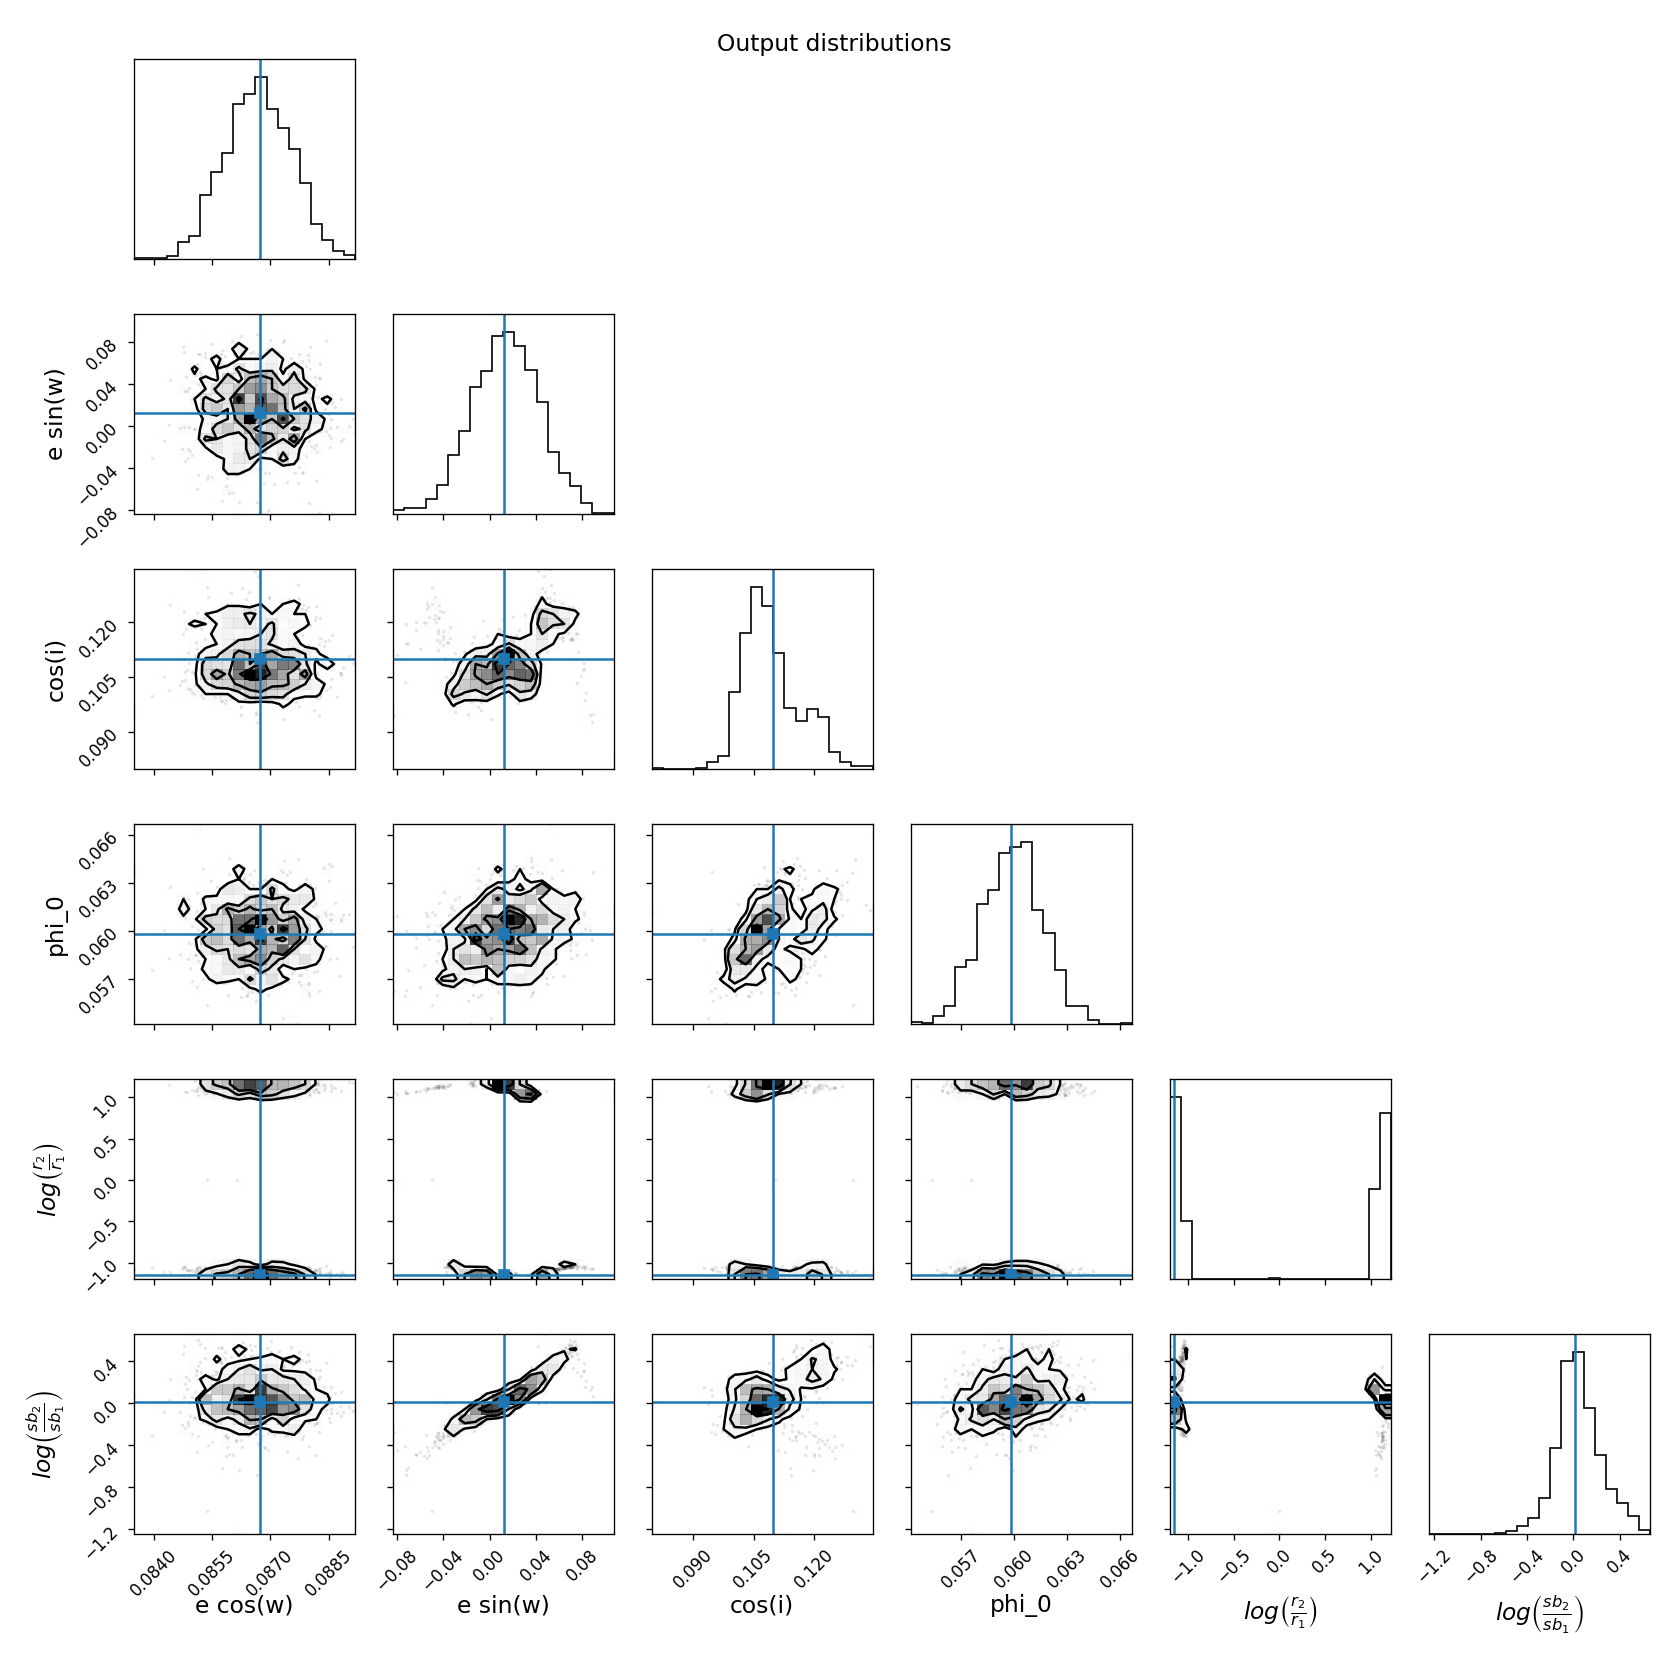 Output distributions
e sin(w)
0.08
0.04
0.00
−0.04
−0.08
cos(i)
0.120
0.105
0.090
phi_0
0.066
0.063
0.060
0.057
log(r₂/r₁)
1.0
0.5
0.0
−0.5
−1.0
log(sb₂/sb₁)
0.4
0.0
−0.4
−0.8
−1.2
0.0840 0.0855 0.0870 0.0885
−0.08 −0.04 0.00 0.04 0.08
0.090 0.105 0.120
0.057 0.060 0.063 0.066
−1.0 −0.5 0.0 0.5 1.0
−1.2 −0.8 −0.4 0.0 0.4
e cos(w)
e sin(w)
cos(i)
phi_0
log(r₂/r₁)
log(sb₂/sb₁)